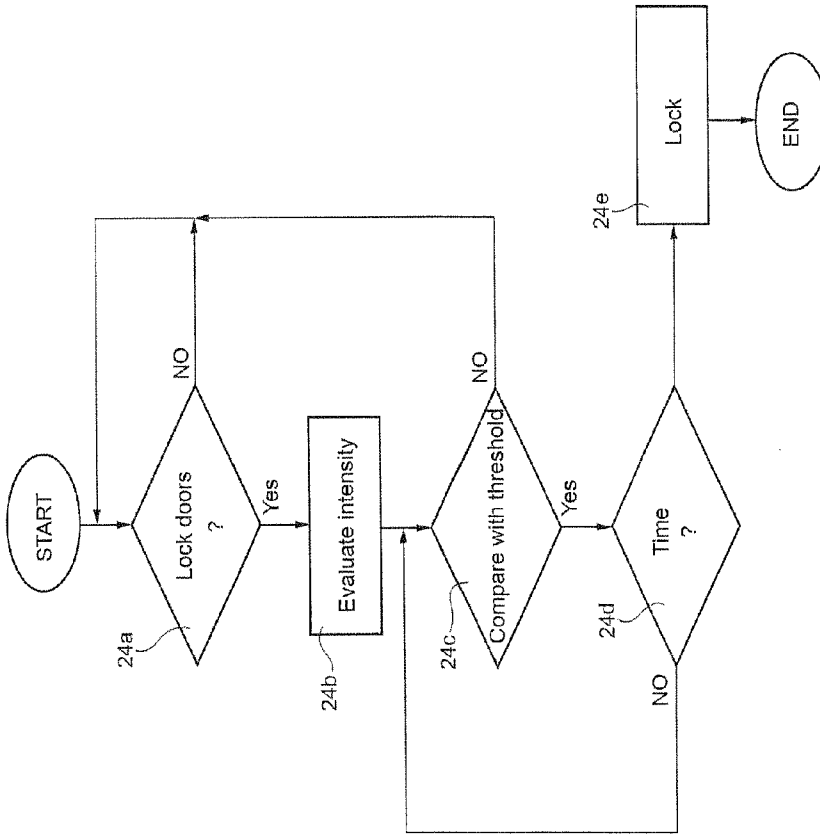 START
Lock doors
?
24a
NO
Yes
Evaluate intensity
24b
Compare with threshold
24c
NO
Yes
Time
?
24d
NO
Lock
24e
END